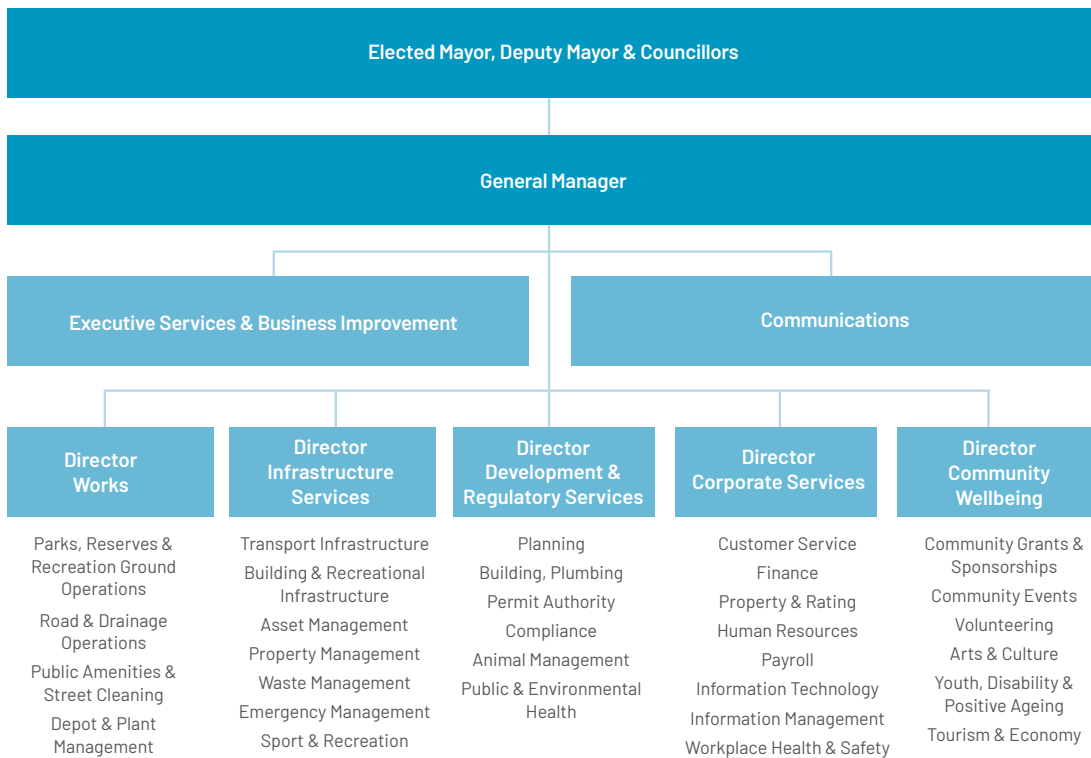 Elected Mayor, Deputy Mayor & Councillors
General Manager
Executive Services & Business Improvement
Communications
Director
Works
Parks, Reserves &
Recreation Ground
Operations
Road & Drainage
Operations
Public Amenities &
Street Cleaning
Depot & Plant
Management
Director
Infrastructure
Services
Transport Infrastructure
Building & Recreational
Infrastructure
Asset Management
Property Management
Waste Management
Emergency Management
Sport & Recreation
Director
Development &
Regulatory Services
Planning
Building, Plumbing
Permit Authority
Compliance
Animal Management
Public & Environmental
Health
Director
Corporate Services
Customer Service
Finance
Property & Rating
Human Resources
Payroll
Information Technology
Information Management
Workplace Health & Safety
Director
Community
Wellbeing
Community Grants &
Sponsorships
Community Events
Volunteering
Arts & Culture
Youth, Disability &
Positive Ageing
Tourism & Economy